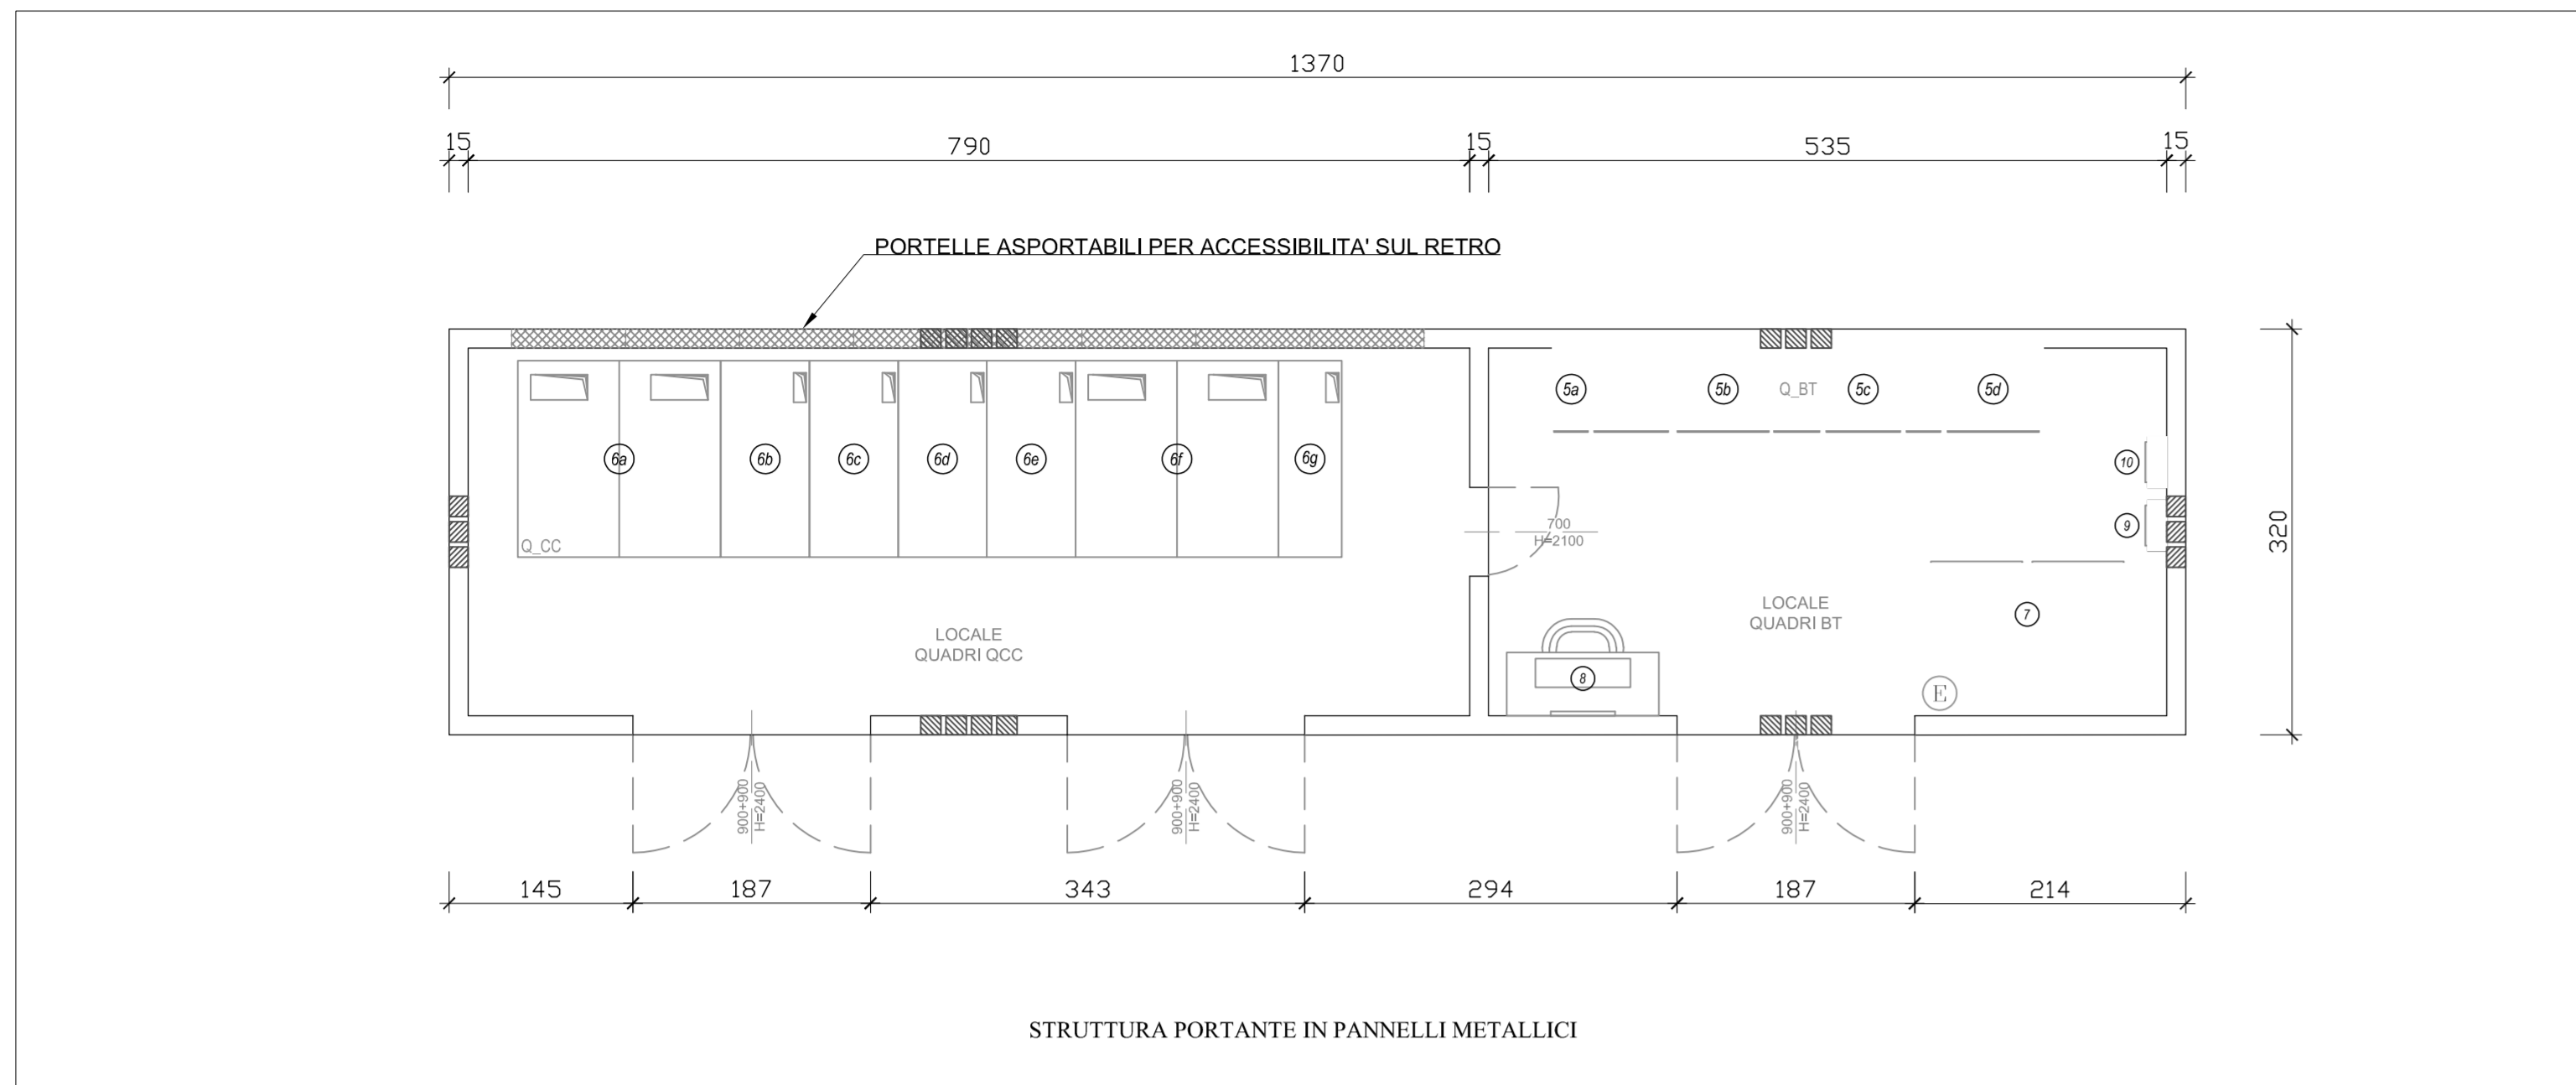 1370
15
790
15
535
15
PORTELLE ASPORTABILI PER ACCESSIBILITA' SUL RETRO
5a
5b
Q_BT
5c
5d
6a
6b
6c
6d
6e
6f
6g
10
9
320
700
H=2100
Q_CC
LOCALE
QUADRI BT
7
LOCALE
QUADRI QCC
8
E
900+900
H=2400
900+900
H=2400
900+900
H=2400
145
187
343
294
187
214
STRUTTURA PORTANTE IN PANNELLI METALLICI